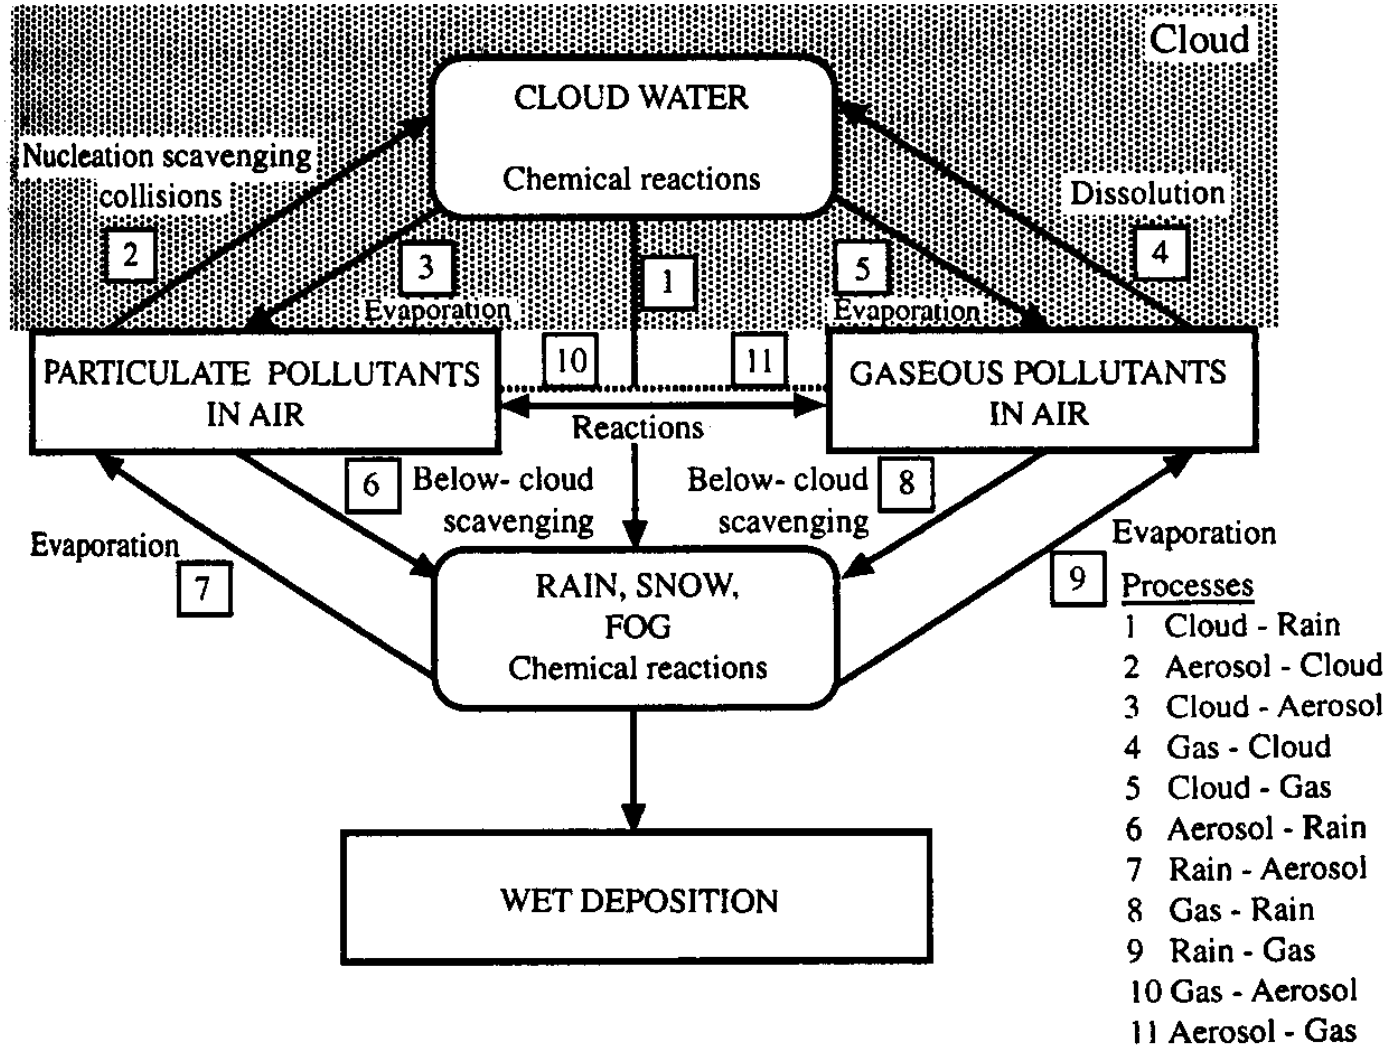 Cloud
CLOUD WATER
Chemical reactions
Nucleation scavenging
collisions
2
3
Evaporation
1
5
Evaporation
Dissolution
4
PARTICULATE POLLUTANTS
IN AIR
10
11
Reactions
GASEOUS POLLUTANTS
IN AIR
6
Below- cloud
scavenging
Below- cloud
scavenging
8
Evaporation
7
RAIN, SNOW,
FOG
Chemical reactions
Evaporation
9
WET DEPOSITION
Processes
1 Cloud - Rain
2 Aerosol - Cloud
3 Cloud - Aerosol
4 Gas - Cloud
5 Cloud - Gas
6 Aerosol - Rain
7 Rain - Aerosol
8 Gas - Rain
9 Rain - Gas
10 Gas - Aerosol
11 Aerosol - Gas